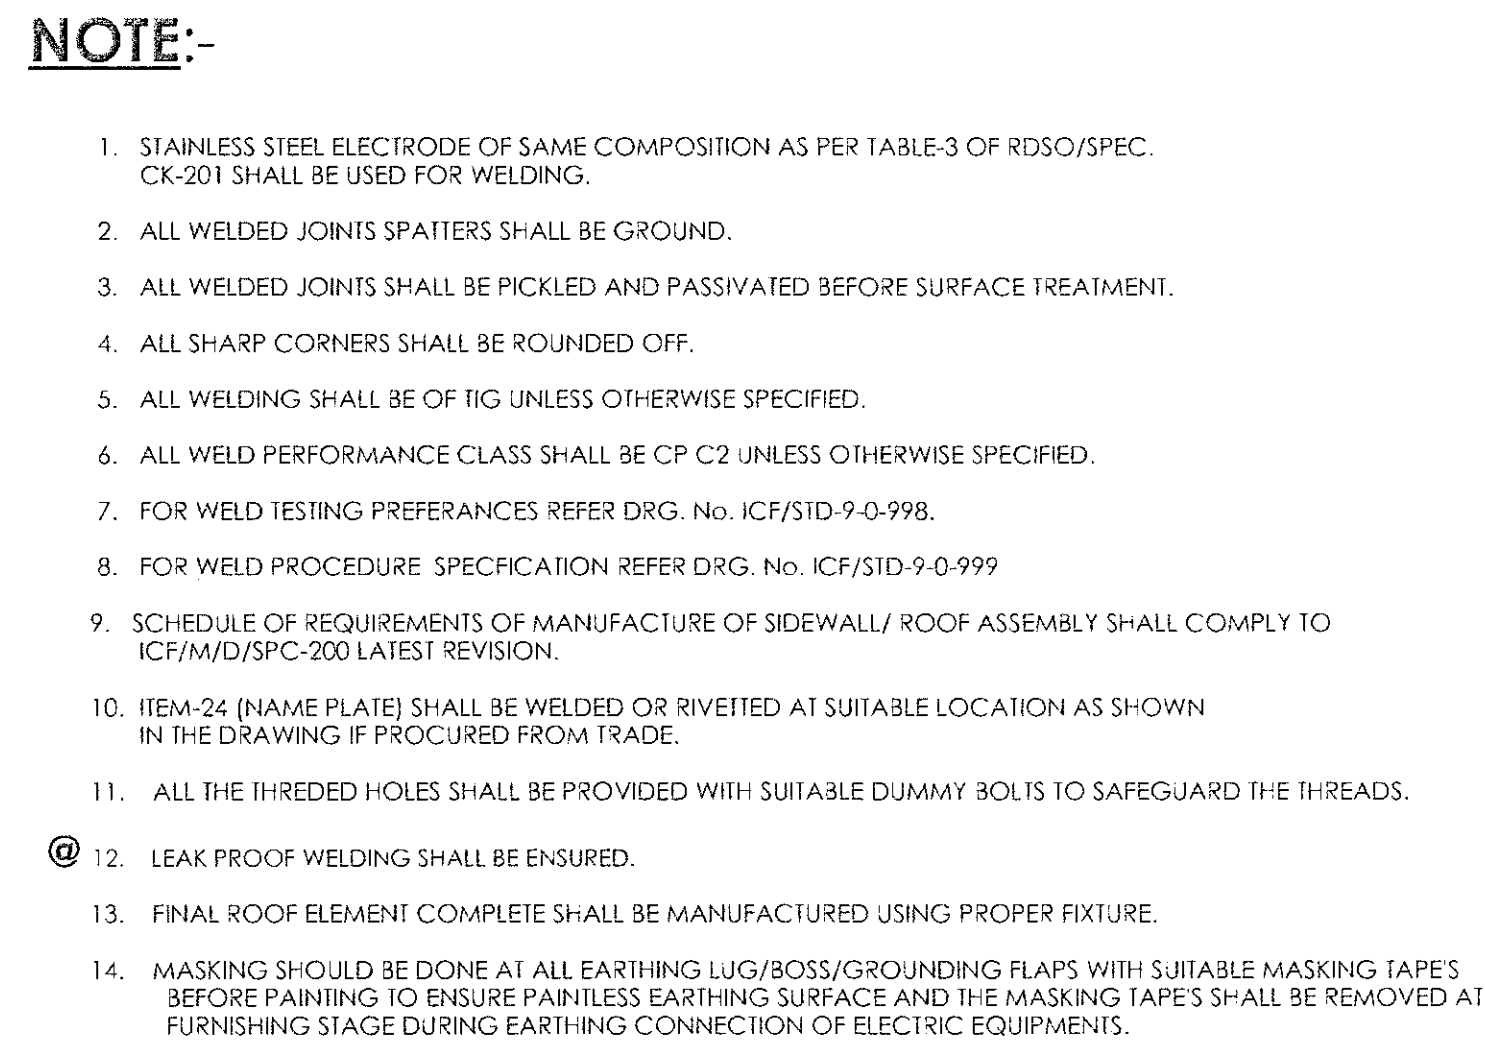 NOTE:-
1. STAINLESS STEEL ELECTRODE OF SAME COMPOSITION AS PER TABLE-3 OF RDSO/SPEC.
CK-201 SHALL BE USED FOR WELDING.
2. ALL WELDED JOINTS SPATTERS SHALL BE GROUND.
3. ALL WELDED JOINTS SHALL BE PICKLED AND PASSIVATED BEFORE SURFACE TREATMENT.
4. ALL SHARP CORNERS SHALL BE ROUNDED OFF.
5. ALL WELDING SHALL BE OF TIG UNLESS OTHERWISE SPECIFIED.
6. ALL WELD PERFORMANCE CLASS SHALL BE CP C2 UNLESS OTHERWISE SPECIFIED.
7. FOR WELD TESTING PREFERANCES REFER DRG. No. ICF/STD-9-0-998.
8. FOR WELD PROCEDURE SPECFICATION REFER DRG. No. ICF/STD-9-0-999
9. SCHEDULE OF REQUIREMENTS OF MANUFACTURE OF SIDEWALL/ ROOF ASSEMBLY SHALL COMPLY TO
ICF/M/D/SPC-200 LATEST REVISION.
10. ITEM-24 (NAME PLATE) SHALL BE WELDED OR RIVETTED AT SUITABLE LOCATION AS SHOWN
IN THE DRAWING IF PROCURED FROM TRADE.
11. ALL THE THREDED HOLES SHALL BE PROVIDED WITH SUITABLE DUMMY BOLTS TO SAFEGUARD THE THREADS.
@ 12. LEAK PROOF WELDING SHALL BE ENSURED.
13. FINAL ROOF ELEMENT COMPLETE SHALL BE MANUFACTURED USING PROPER FIXTURE.
14. MASKING SHOULD BE DONE AT ALL EARTHING LUG/BOSS/GROUNDING FLAPS WITH SUITABLE MASKING TAPE'S
BEFORE PAINTING TO ENSURE PAINTLESS EARTHING SURFACE AND THE MASKING TAPE'S SHALL BE REMOVED AT
FURNISHING STAGE DURING EARTHING CONNECTION OF ELECTRIC EQUIPMENTS.